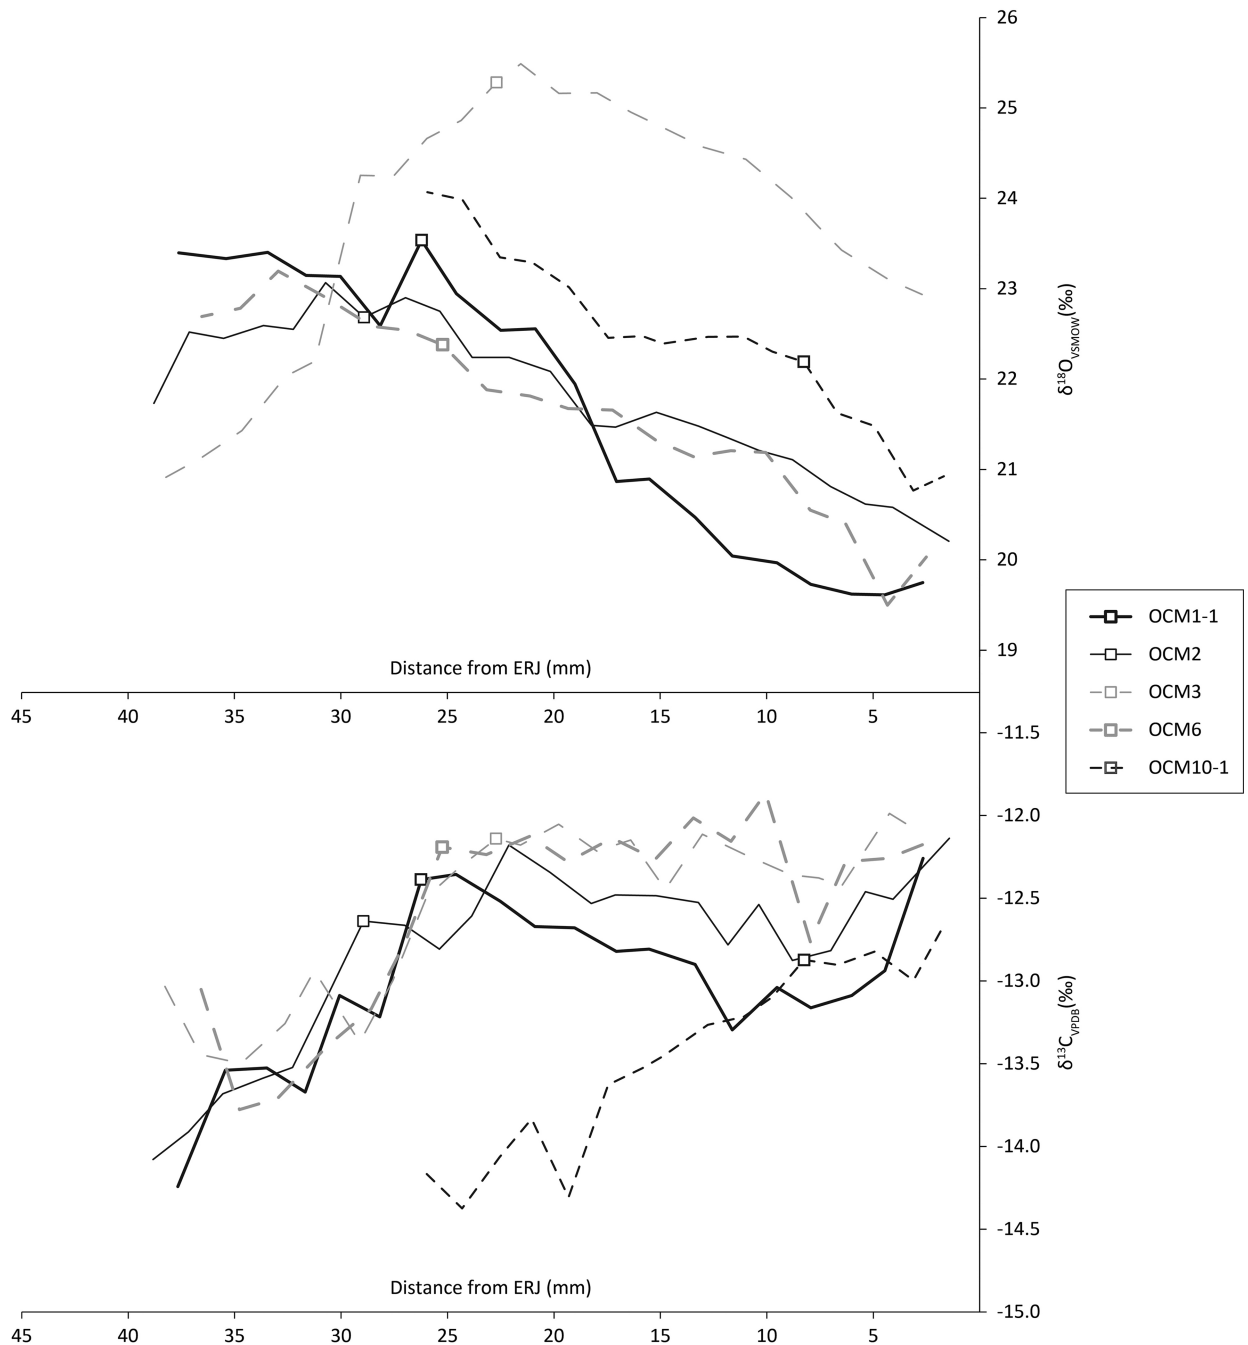 26
25
24
23
22
21
20
19
δ¹⁸O_VSMOW(‰)
Distance from ERJ (mm)
45 40 35 30 25 20 15 10 5
OCM1-1
OCM2
OCM3
OCM6
OCM10-1
-11.5
-12.0
-12.5
-13.0
-13.5
-14.0
-14.5
-15.0
δ¹³C_VPDB(‰)
Distance from ERJ (mm)
45 40 35 30 25 20 15 10 5